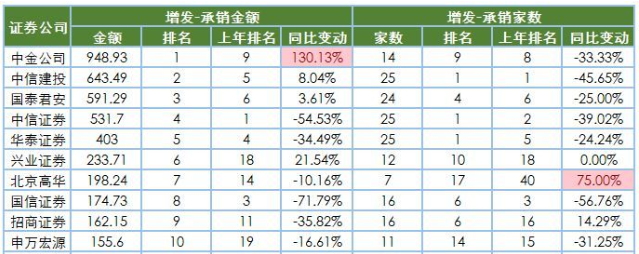 证券公司 增发-承销金额 增发-承销家数
金额 排名 上年排名 同比变动 家数 排名 上年排名 同比变动
中金公司 948.93 1 9 130.13% 14 9 8 -33.33%
中信建投 643.49 2 5 8.04% 25 1 1 -45.65%
国泰君安 591.29 3 6 3.61% 24 4 6 -25.00%
中信证券 531.7 4 1 -54.53% 25 1 2 -39.02%
华泰证券 403 5 4 -34.49% 25 1 5 -24.24%
兴业证券 233.71 6 18 21.54% 12 10 18 0.00%
北京高华 198.24 7 14 -10.16% 7 17 40 75.00%
国信证券 174.73 8 3 -71.79% 16 6 3 -56.76%
招商证券 162.15 9 11 -35.82% 16 6 16 14.29%
申万宏源 155.6 10 19 -16.61% 11 14 15 -31.25%